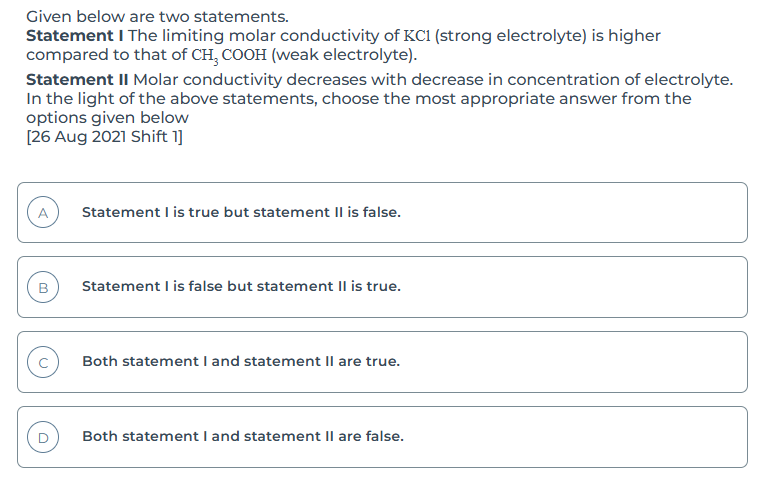 Given below are two statements.
Statement I The limiting molar conductivity of KCl (strong electrolyte) is higher
compared to that of CH₃ COOH (weak electrolyte).
Statement II Molar conductivity decreases with decrease in concentration of electrolyte.
In the light of the above statements, choose the most appropriate answer from the
options given below
[26 Aug 2021 Shift 1]
A Statement I is true but statement II is false.
B Statement I is false but statement II is true.
C Both statement I and statement II are true.
D Both statement I and statement II are false.